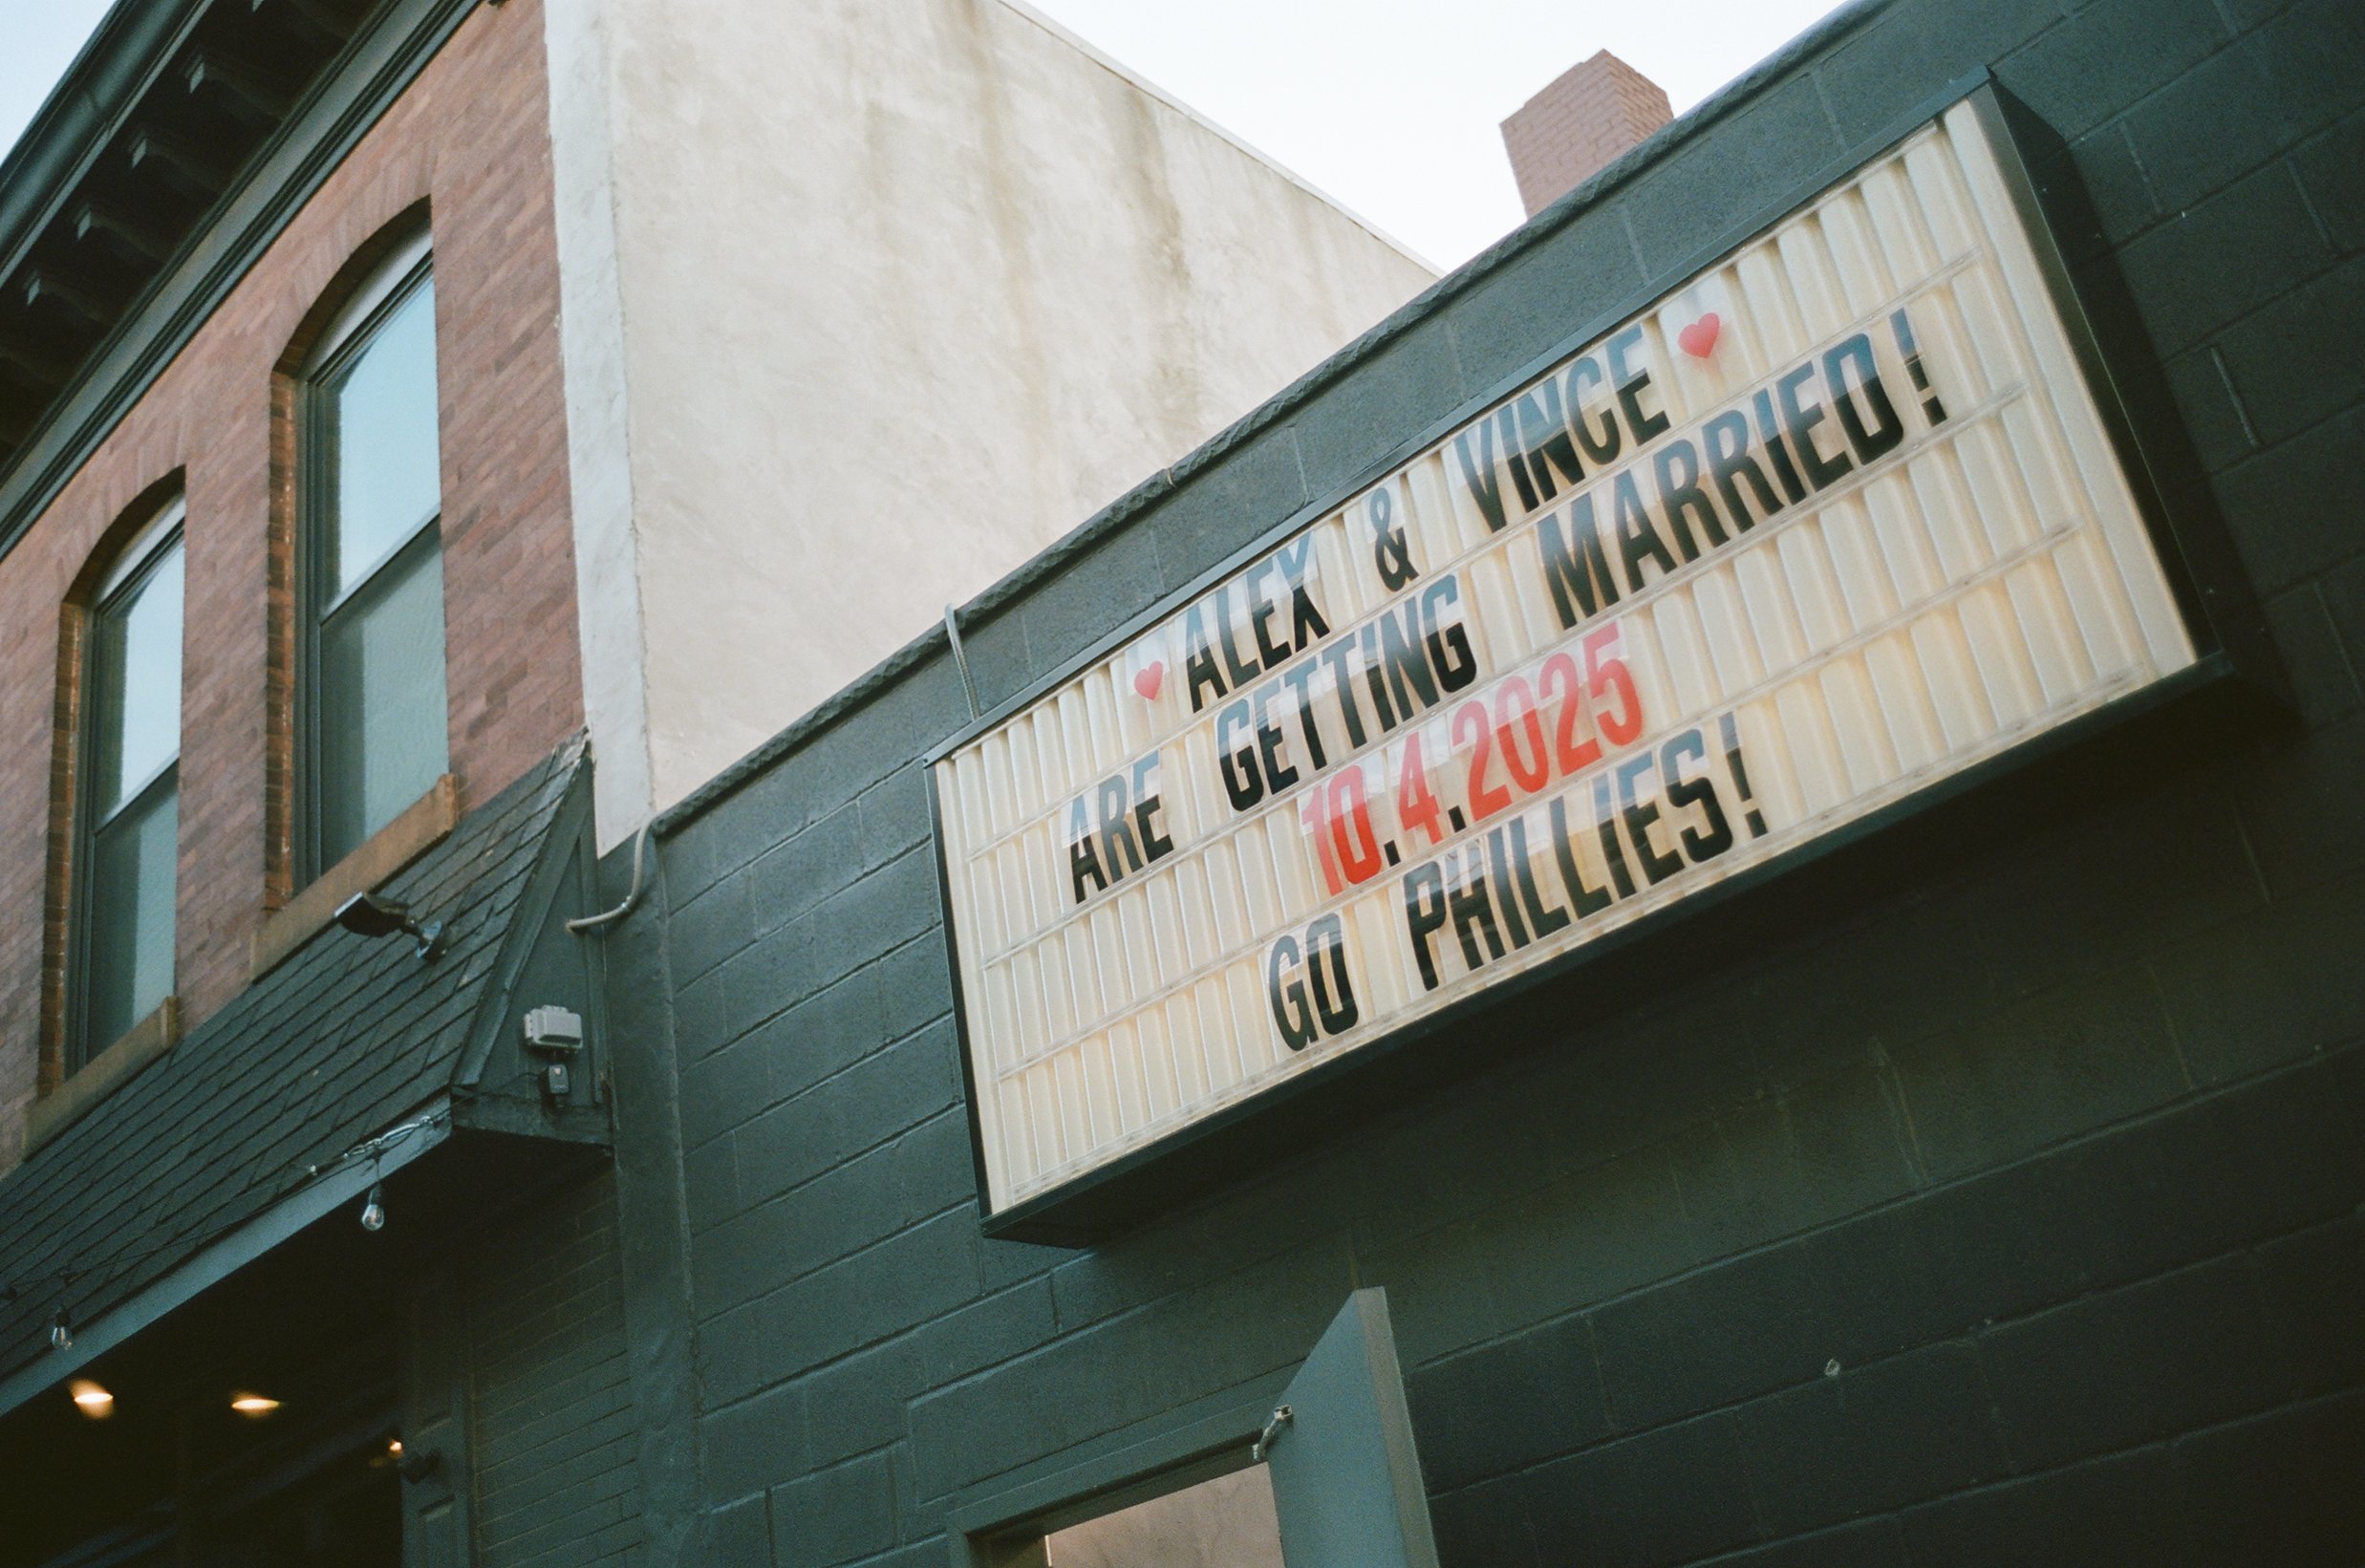 ♥ ALEX & VINCE ♥
ARE GETTING MARRIED!
10.4.2025
GO PHILLIES!